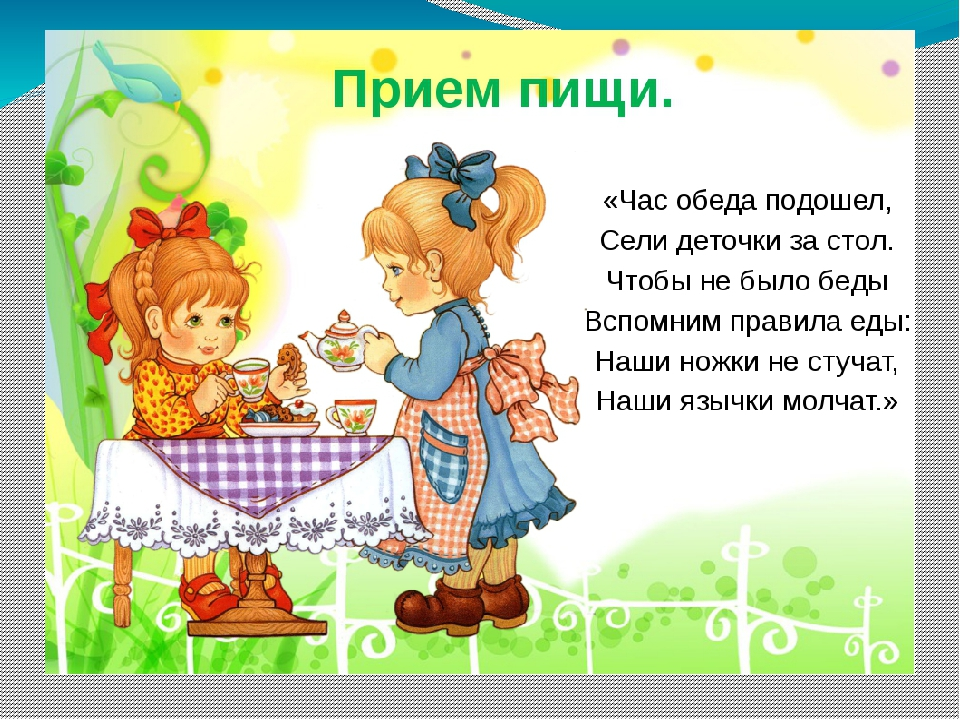 Прием пищи.
«Час обеда подошел,
Сели деточки за стол.
Чтобы не было беды
Вспомним правила еды:
Наши ножки не стучат,
Наши язычки молчат.»